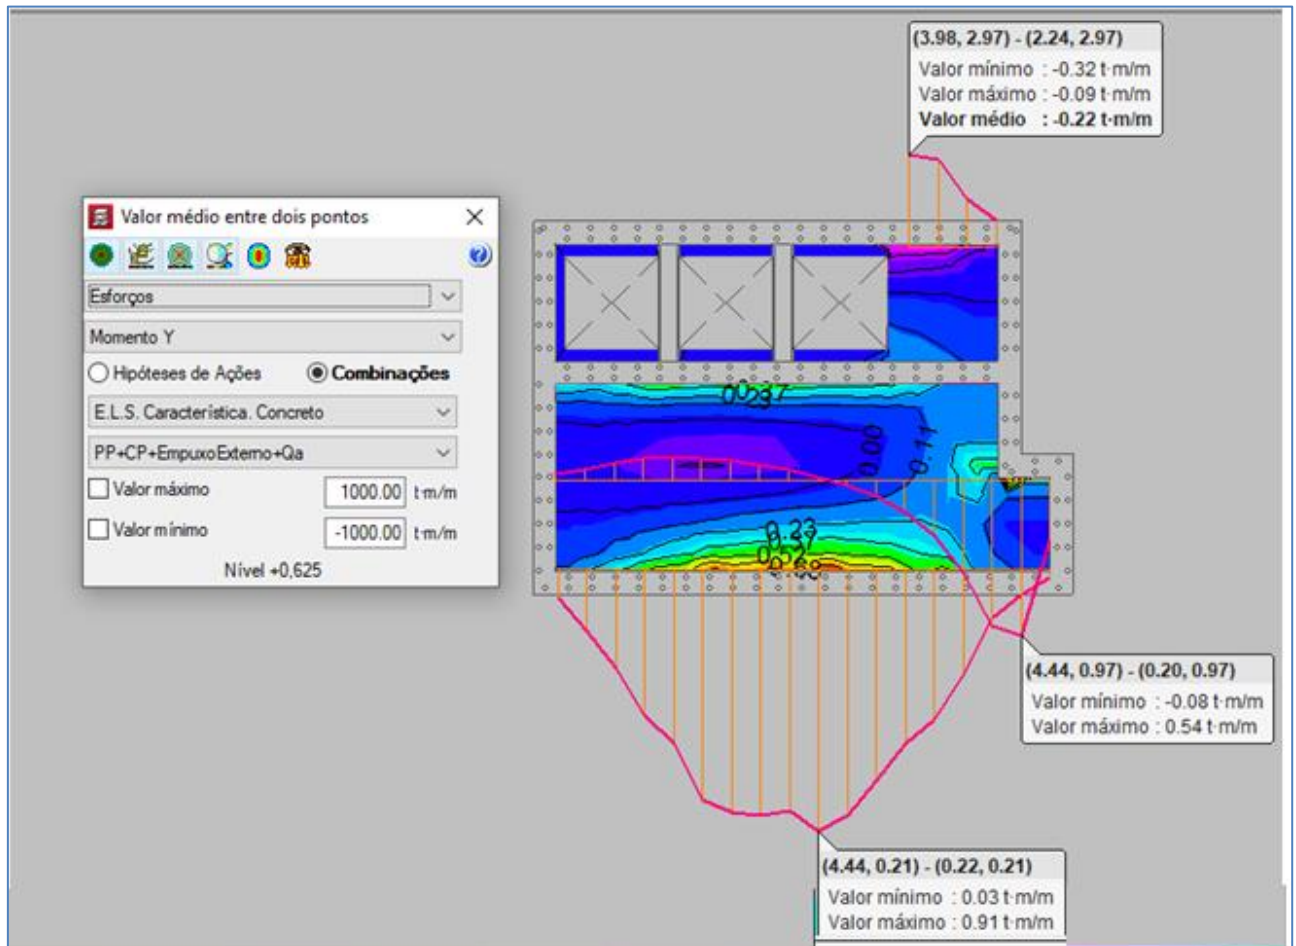 (3.98, 2.97) - (2.24, 2.97)
Valor mínimo : -0.32 t·m/m
Valor máximo : -0.09 t·m/m
Valor médio : -0.22 t·m/m
Valor médio entre dois pontos
Esforços
Momento Y
Hipóteses de Ações Combinações
E.L.S. Característica. Concreto
PP+CP+EmpuxoExterno+Qa
Valor máximo 1000.00 t·m/m
Valor mínimo -1000.00 t·m/m
Nível +0,625
0.00
0.11
0.23
(4.44, 0.97) - (0.20, 0.97)
Valor mínimo : -0.08 t·m/m
Valor máximo : 0.54 t·m/m
(4.44, 0.21) - (0.22, 0.21)
Valor mínimo : 0.03 t·m/m
Valor máximo : 0.91 t·m/m